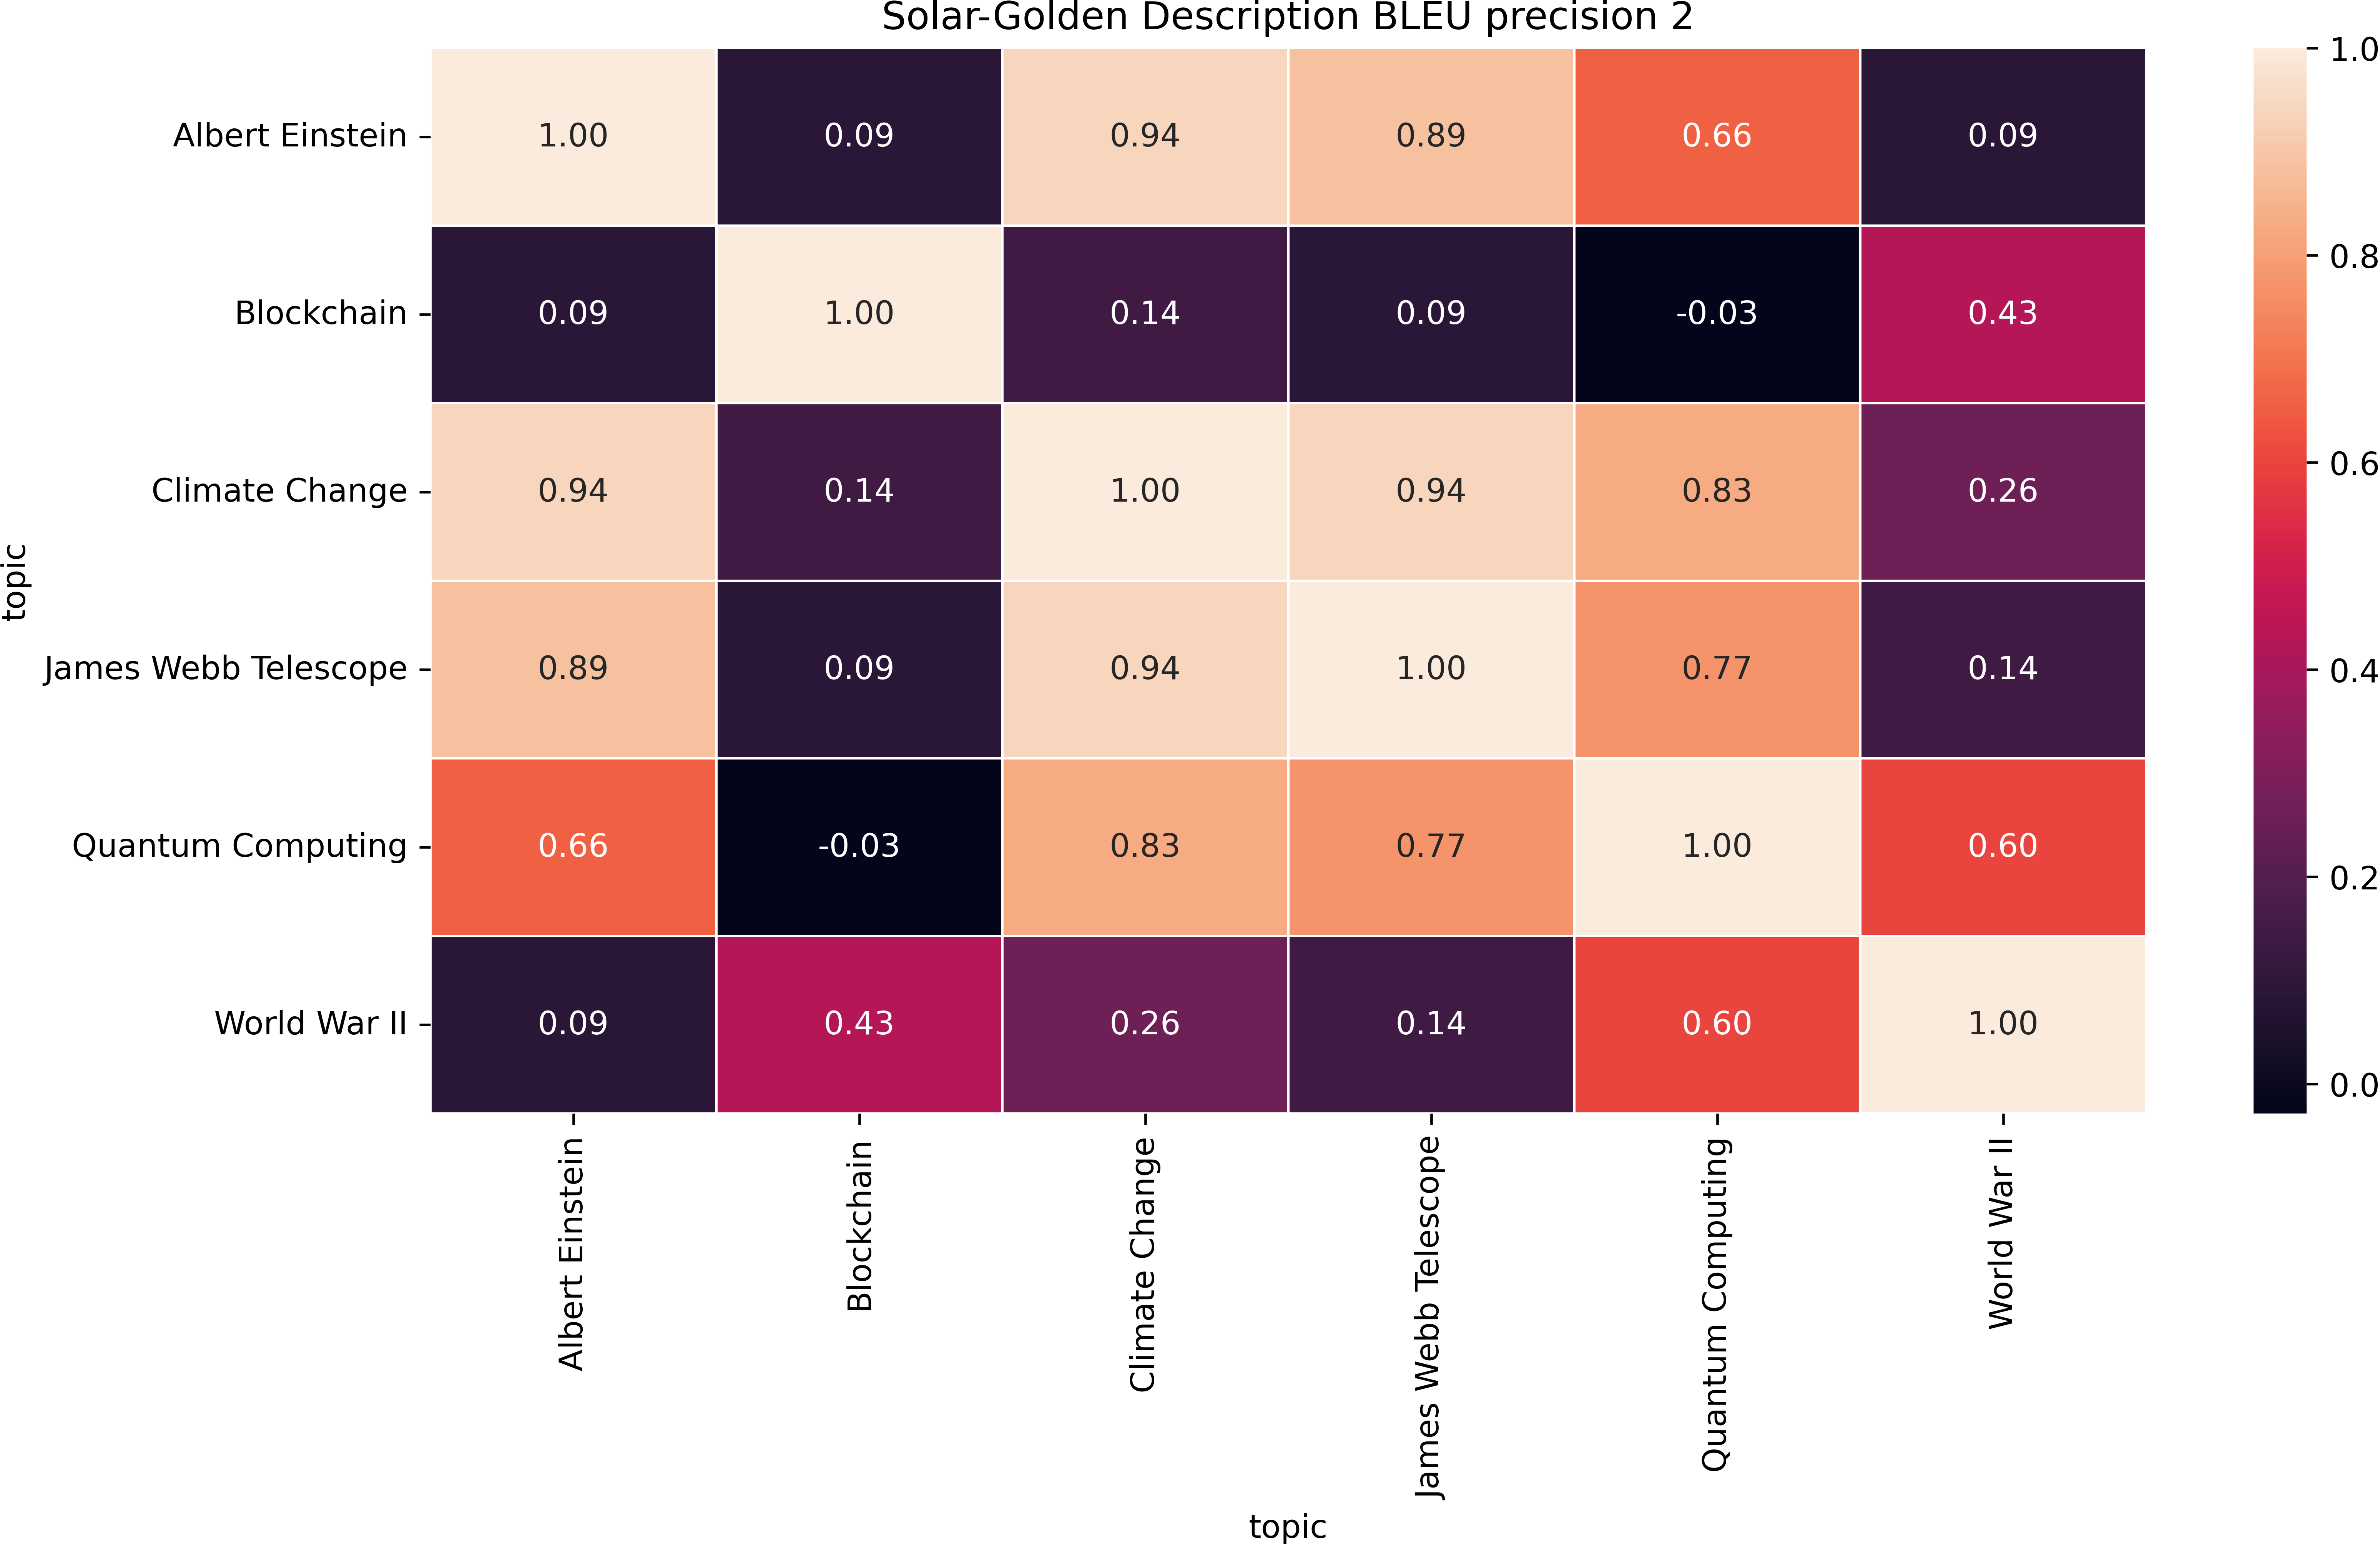 Solar-Golden Description BLEU precision 2
Albert Einstein 1.00 0.09 0.94 0.89 0.66 0.09
Blockchain 0.09 1.00 0.14 0.09 -0.03 0.43
Climate Change 0.94 0.14 1.00 0.94 0.83 0.26
James Webb Telescope 0.89 0.09 0.94 1.00 0.77 0.14
Quantum Computing 0.66 -0.03 0.83 0.77 1.00 0.60
World War II 0.09 0.43 0.26 0.14 0.60 1.00
topic
Albert Einstein
Blockchain
Climate Change
James Webb Telescope
Quantum Computing
World War II
topic
1.0
0.8
0.6
0.4
0.2
0.0